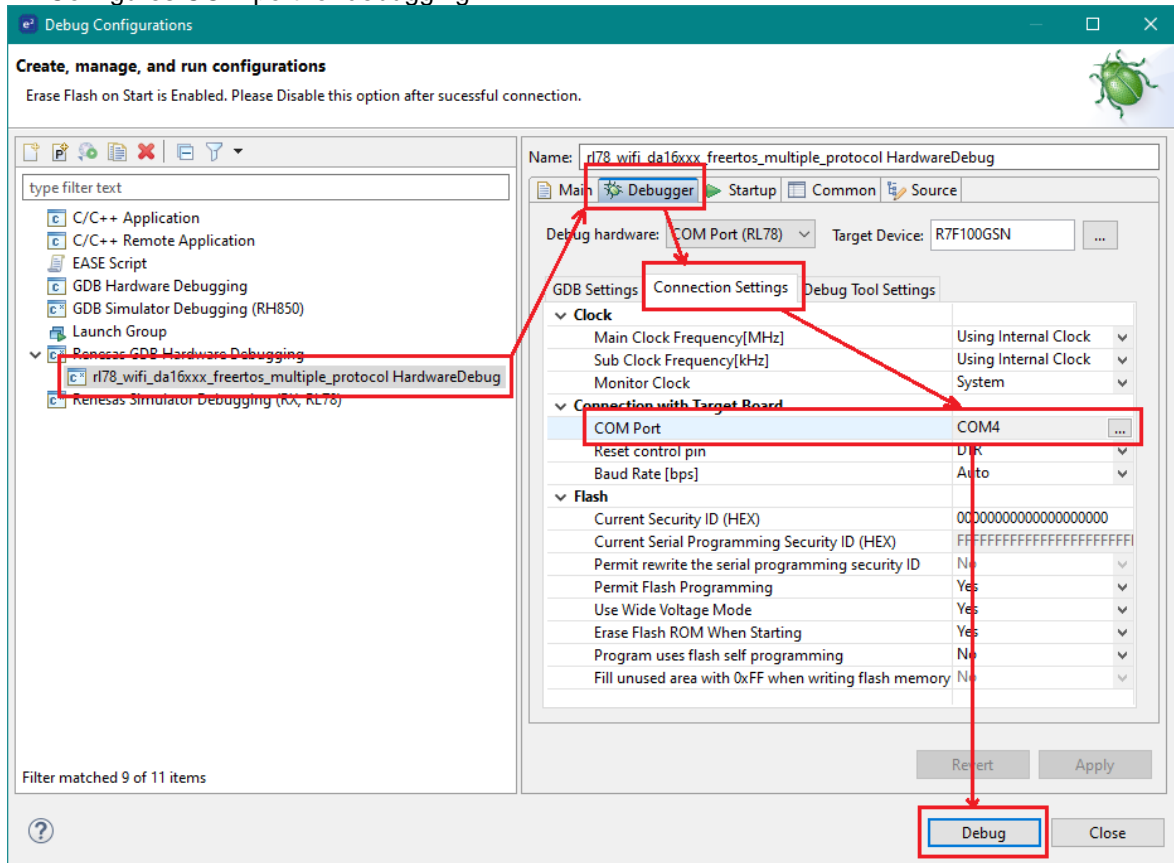 Configures COM port for debugging
e² Debug Configurations
Create, manage, and run configurations
Erase Flash on Start is Enabled. Please Disable this option after sucessful connection.
type filter text
C/C++ Application
C/C++ Remote Application
EASE Script
GDB Hardware Debugging
GDB Simulator Debugging (RH850)
Launch Group
Renesas GDB Hardware Debugging
rl78_wifi_da16xxx_freertos_multiple_protocol HardwareDebug
Renesas Simulator Debugging (RX, RL78)
Filter matched 9 of 11 items
Name: rl78_wifi_da16xxx_freertos_multiple_protocol HardwareDebug
Main Debugger Startup Common Source
Debug hardware: COM Port (RL78) Target Device: R7F100GSN ...
GDB Settings Connection Settings Debug Tool Settings
Clock
Main Clock Frequency[MHz] Using Internal Clock
Sub Clock Frequency[kHz] Using Internal Clock
Monitor Clock System
Connection with Target Board
COM Port COM4 ...
Reset control pin DTR
Baud Rate [bps] Auto
Flash
Current Security ID (HEX) 00000000000000000000
Current Serial Programming Security ID (HEX)
Permit rewrite the serial programming security ID No
Permit Flash Programming Yes
Use Wide Voltage Mode Yes
Erase Flash ROM When Starting Yes
Program uses flash self programming No
Fill unused area with 0xFF when writing flash memory No
Revert Apply
? Debug Close